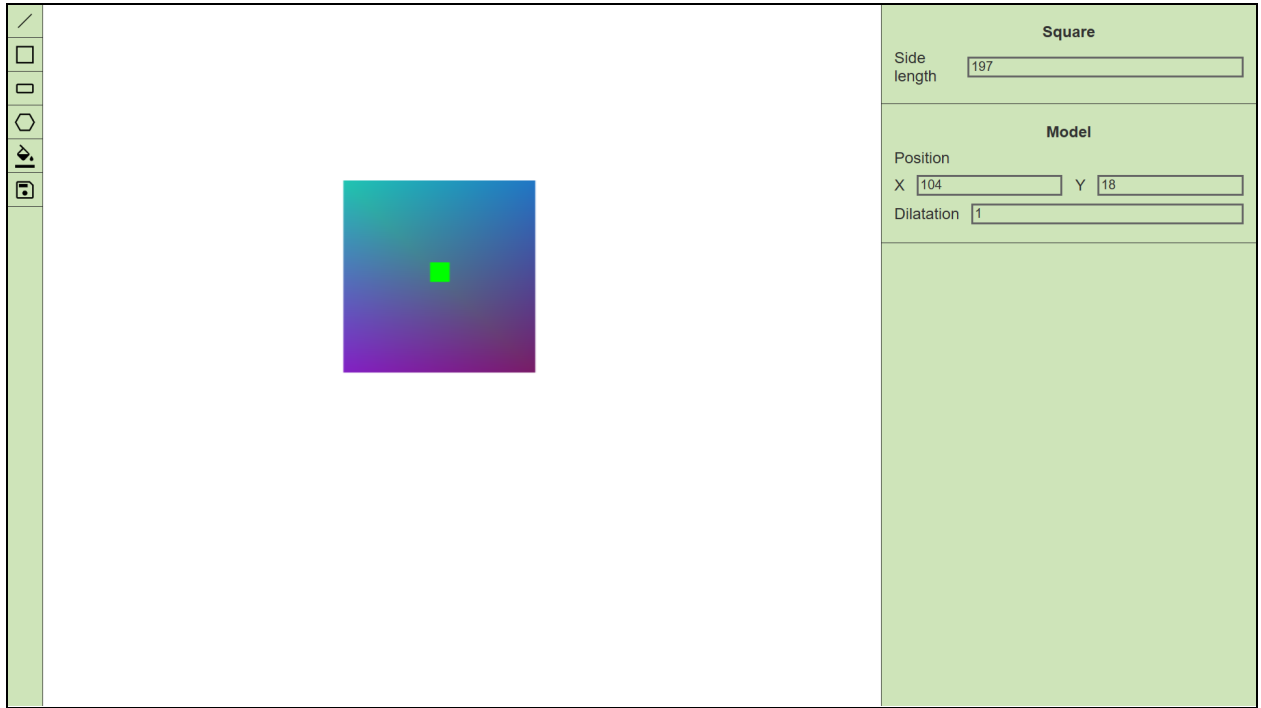 Square
Side
length
197
Model
Position
X 104 Y 18
Dilatation 1